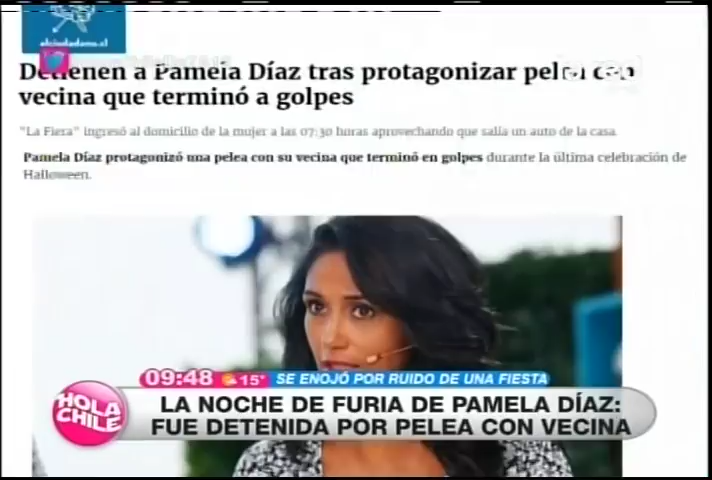 elciudadano.cl
Detienen a Pamela Díaz tras protagonizar pelea con
vecina que terminó a golpes
"La Fiera" ingresó al domicilio de la mujer a las 07:30 horas aprovechando que salía un auto de la casa.
Pamela Díaz protagonizó una pelea con su vecina que terminó en golpes durante la última celebración de
Halloween.
09:48 15° SE ENOJÓ POR RUIDO DE UNA FIESTA
HOLA
CHILE
LA NOCHE DE FURIA DE PAMELA DÍAZ:
FUE DETENIDA POR PELEA CON VECINA